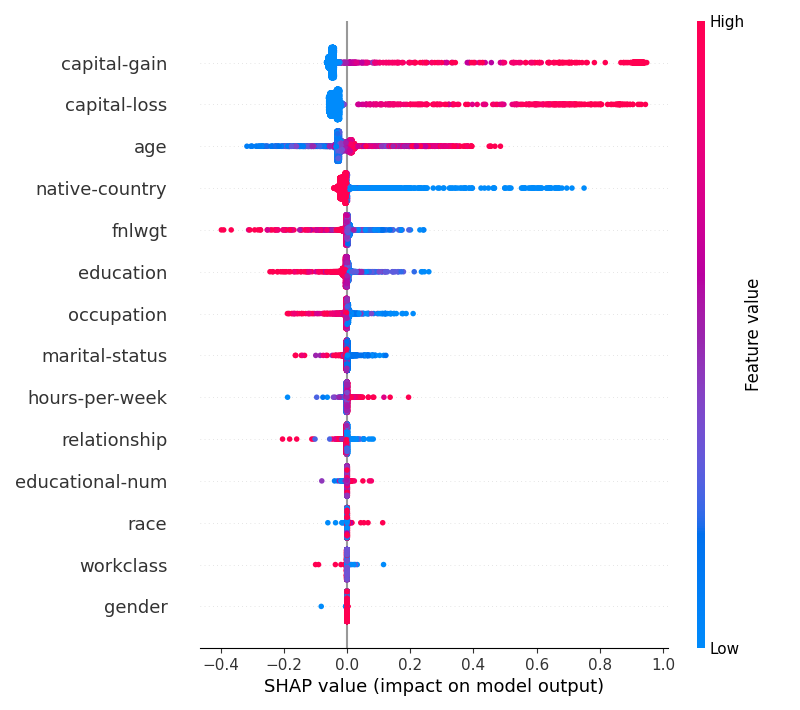 High
capital-gain
capital-loss
age
native-country
fnlwgt
education
occupation
marital-status
hours-per-week
relationship
educational-num
race
workclass
gender
Feature value
Low
−0.4 −0.2 0.0 0.2 0.4 0.6 0.8 1.0
SHAP value (impact on model output)